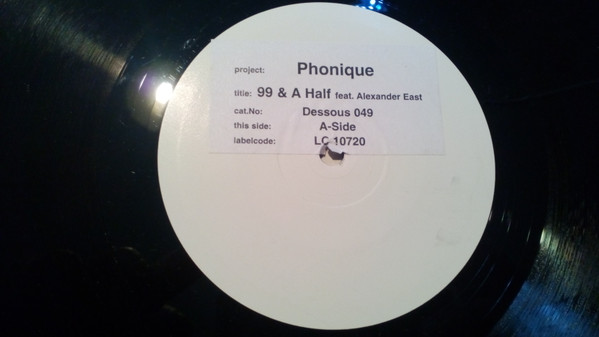 project: Phonique
title: 99 & A Half feat. Alexander East
cat.No: Dessous 049
this side: A-Side
labelcode: LC 10720